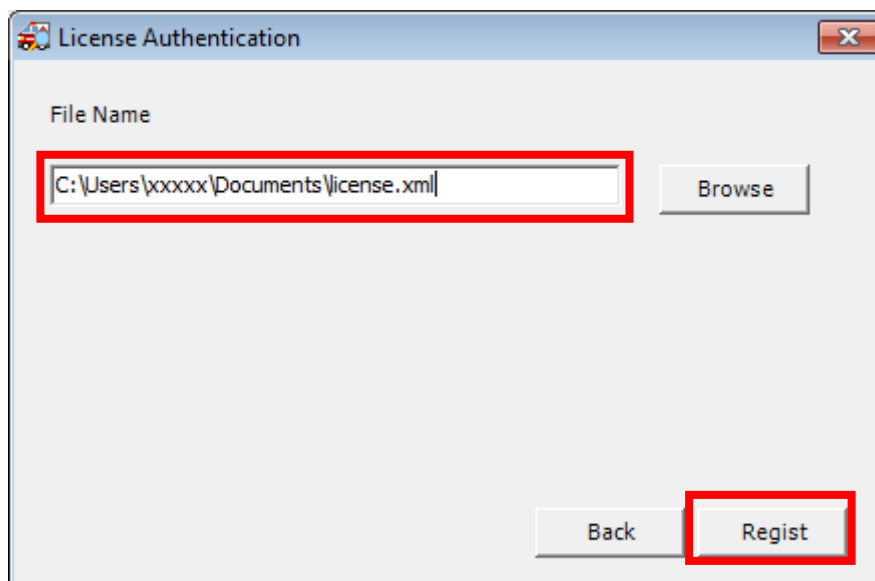 License Authentication
File Name
C:\Users\xxxxx\Documents\license.xml
Browse
Back
Regist